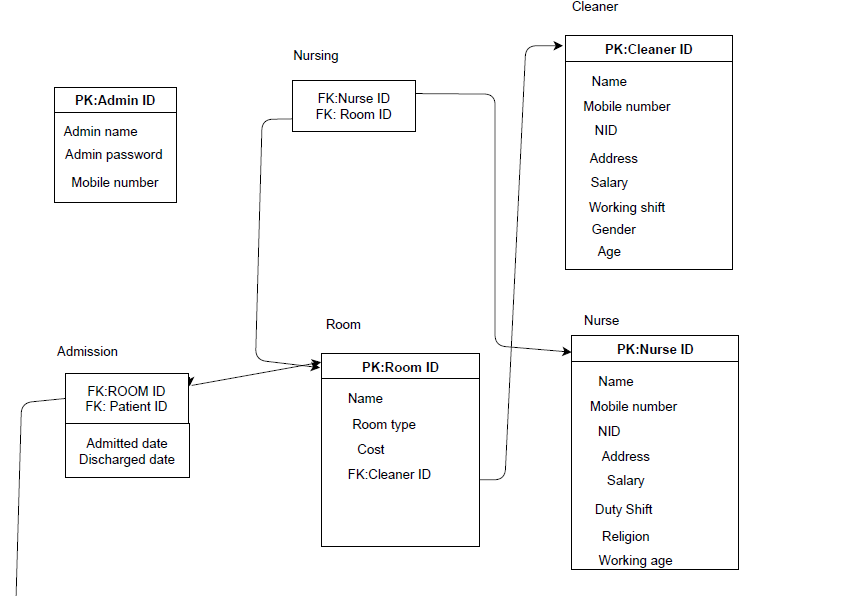 Cleaner
PK:Cleaner ID
Name
Mobile number
NID
Address
Salary
Working shift
Gender
Age
Nursing
FK:Nurse ID
FK: Room ID
PK:Admin ID
Admin name
Admin password
Mobile number
Nurse
PK:Nurse ID
Name
Mobile number
NID
Address
Salary
Duty Shift
Religion
Working age
Room
PK:Room ID
Name
Room type
Cost
FK:Cleaner ID
Admission
FK:ROOM ID
FK: Patient ID
Admitted date
Discharged date